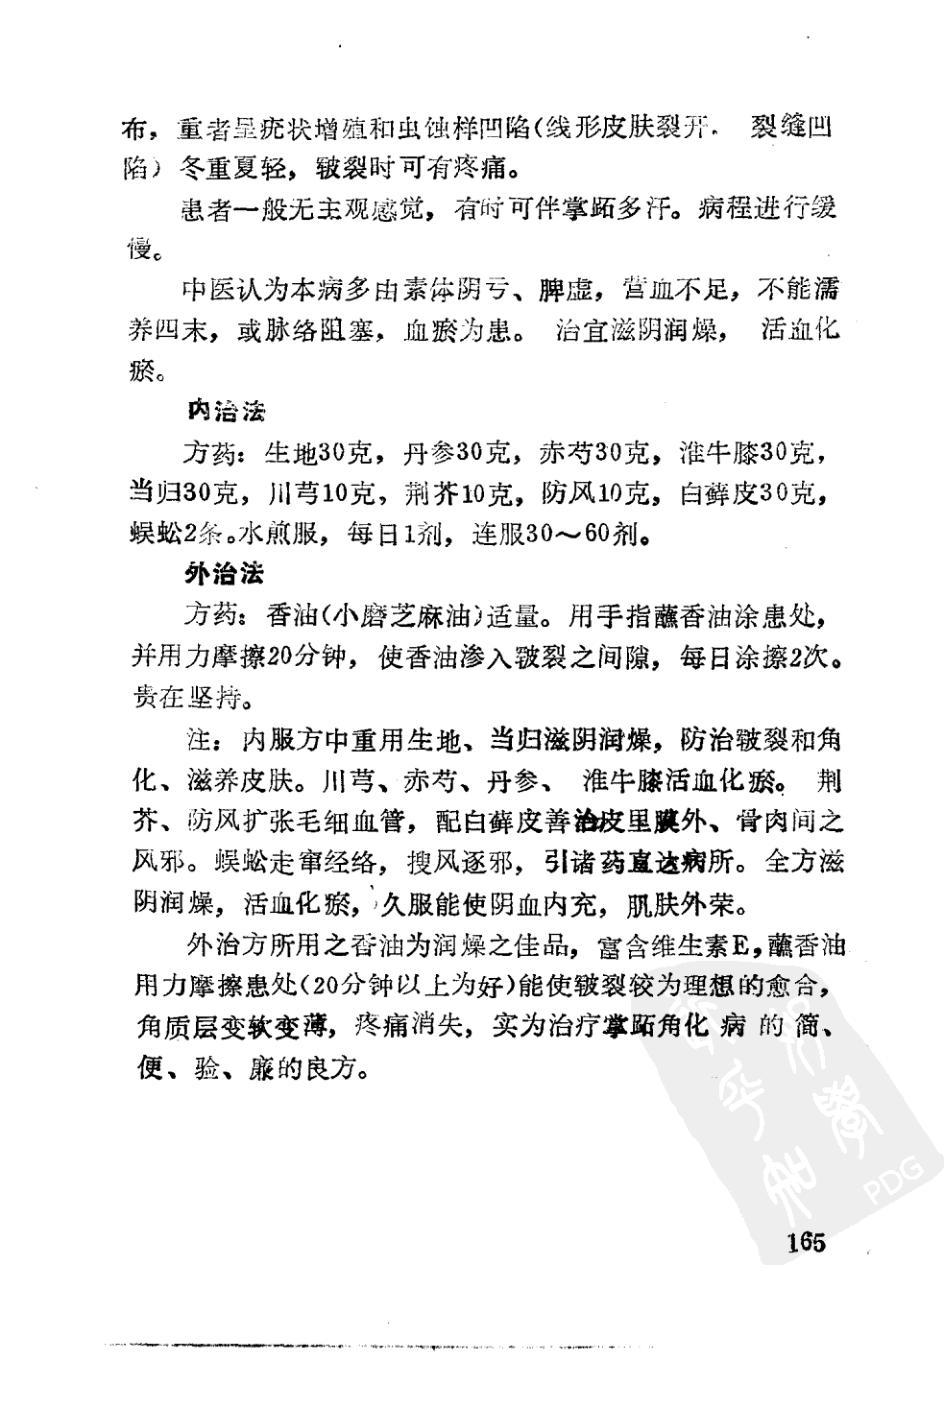 布，重者呈疣状增殖和虫蚀样凹陷(线形皮肤裂开．裂缝凹
陷）冬重夏轻，皲裂时可有疼痛。
患者一般无主观感觉，有时可伴掌跖多汗。病程进行缓
慢。
中医认为本病多由素体阴亏、脾虚，营血不足，不能濡
养四末，或脉络阻塞，血瘀为患。治宜滋阴润燥，活血化
瘀。
内治法
方药：生地30克，丹参30克，赤芍30克，淮牛膝30克，
当归30克，川芎10克，荆芥10克，防风10克，白藓皮30克，
蜈蚣2条。水煎服，每日1剂，连服30～60剂。
外治法
方药：香油(小磨芝麻油)适量。用手指蘸香油涂患处，
并用力摩擦20分钟，使香油渗入皲裂之间隙，每日涂擦2次。
贵在坚持。
注：内服方中重用生地、当归滋阴润燥，防治皲裂和角
化、滋养皮肤。川芎、赤芍、丹参、淮牛膝活血化瘀。荆
芥、防风扩张毛细血管，配白藓皮善治皮里膜外、骨肉间之
风邪。蜈蚣走窜经络，搜风逐邪，引诸药直达病所。全方滋
阴润燥，活血化瘀，久服能使阴血内充，肌肤外荣。
外治方所用之香油为润燥之佳品，富含维生素E，蘸香油
用力摩擦患处(20分钟以上为好)能使皲裂较为理想的愈合，
角质层变软变薄，疼痛消失，实为治疗掌跖角化病的简、
便、验、廉的良方。
PDG
165